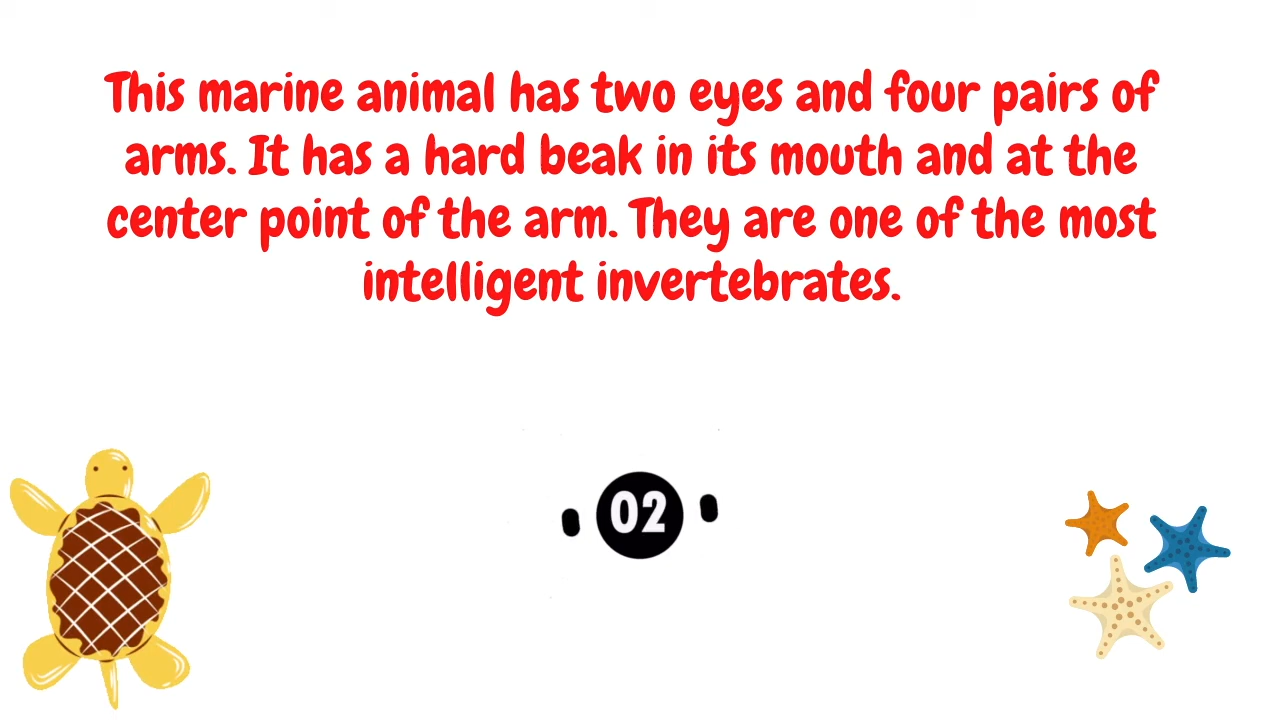 This marine animal has two eyes and four pairs of
arms. It has a hard beak in its mouth and at the
center point of the arm. They are one of the most
intelligent invertebrates.
02